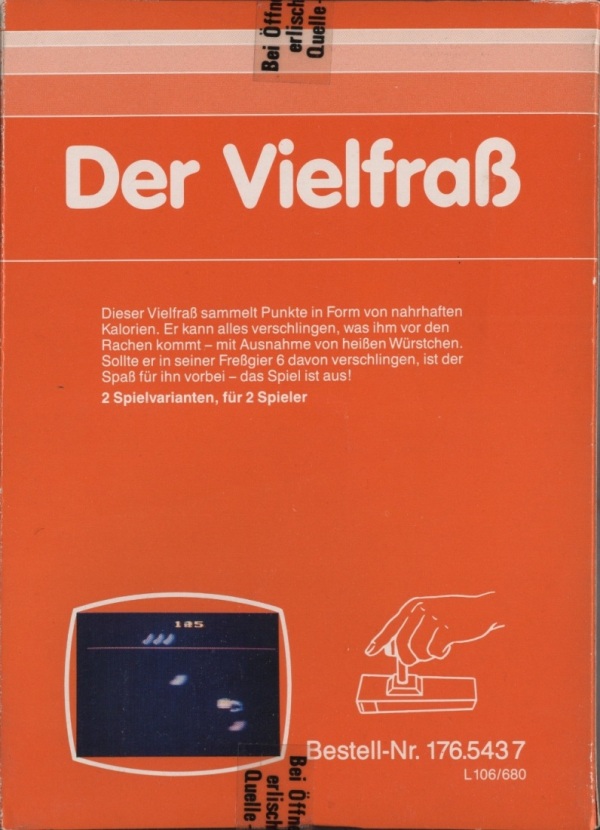 Bei Öffn
erlisch
Quelle-
Der Vielfraß
Dieser Vielfraß sammelt Punkte in Form von nahrhaften
Kalorien. Er kann alles verschlingen, was ihm vor den
Rachen kommt – mit Ausnahme von heißen Würstchen.
Sollte er in seiner Freßgier 6 davon verschlingen, ist der
Spaß für ihn vorbei – das Spiel ist aus!
2 Spielvarianten, für 2 Spieler
125
Bestell-Nr. 176.5437
L106/680
Bei Öffn
erlisch
Quelle-